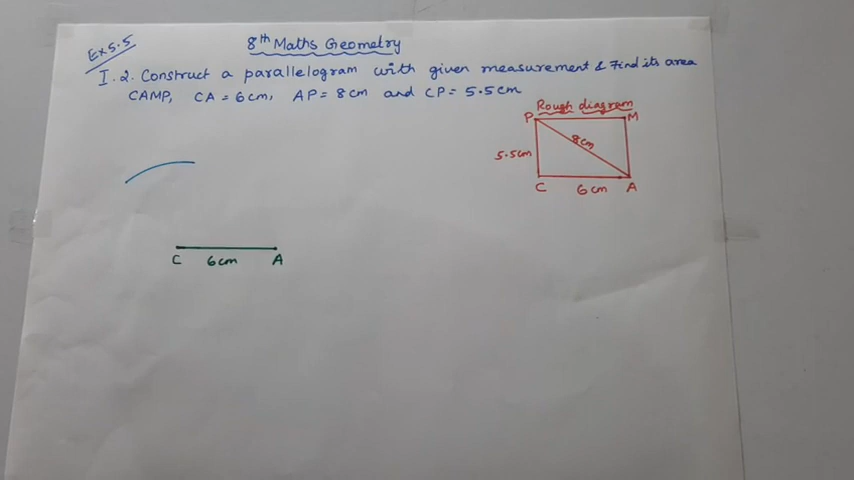 Ex 5.5
8th Maths Geometry
I. 2. Construct a parallelogram with given measurement & Find its area
CAMP, CA = 6cm, AP = 8cm and CP = 5.5cm
Rough diagram
P M
8cm
5.5cm
C 6cm A
C 6cm A